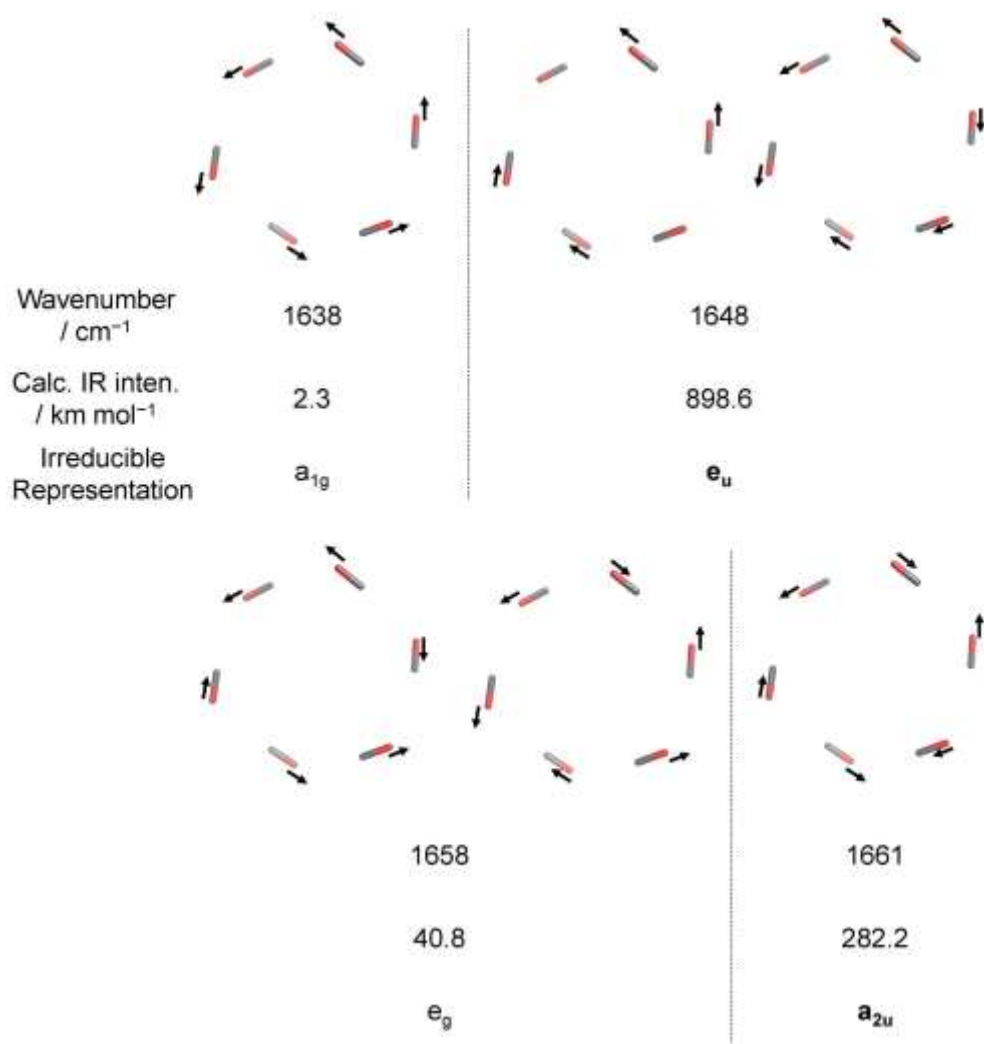 Wavenumber
/ cm⁻¹
1638
1648
Calc. IR inten.
/ km mol⁻¹
2.3
898.6
Irreducible
Representation
a₁g
eᵤ
1658
1661
40.8
282.2
e_g
a₂ᵤ